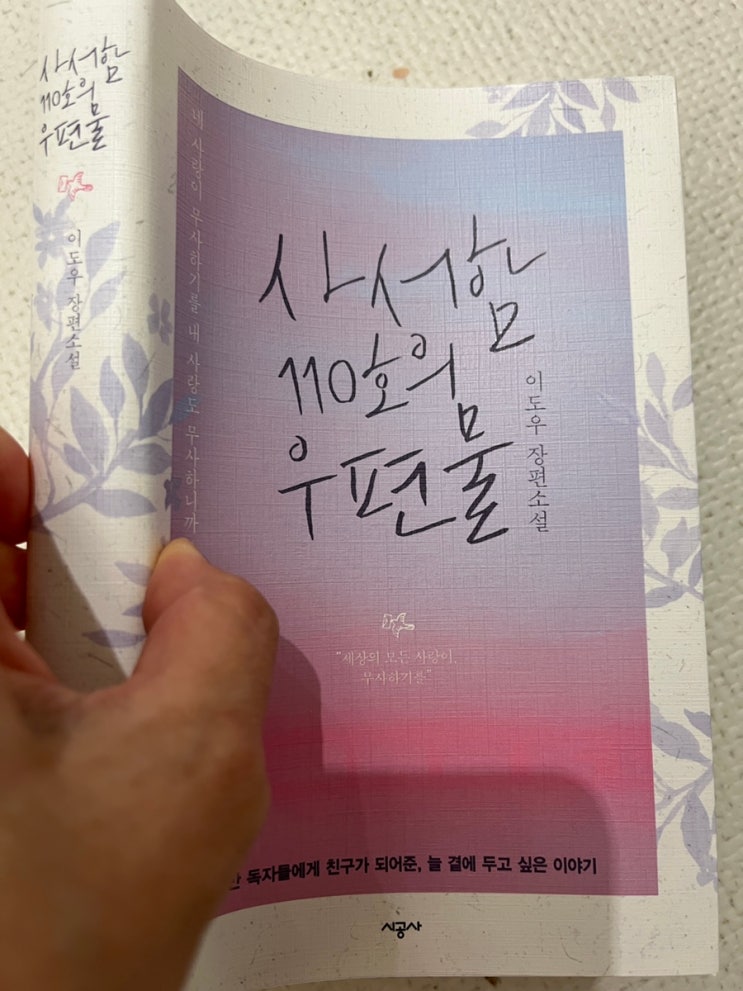 사서함
110호의
우편물
이도우 장편소설
네 사랑이 무사하기를 내 사랑도 무사하니까
사서함
110호의
우편물
이도우 장편소설
"세상의 모든 사랑이,
무사하기를"
독자들에게 친구가 되어준, 늘 곁에 두고 싶은 이야기
시공사